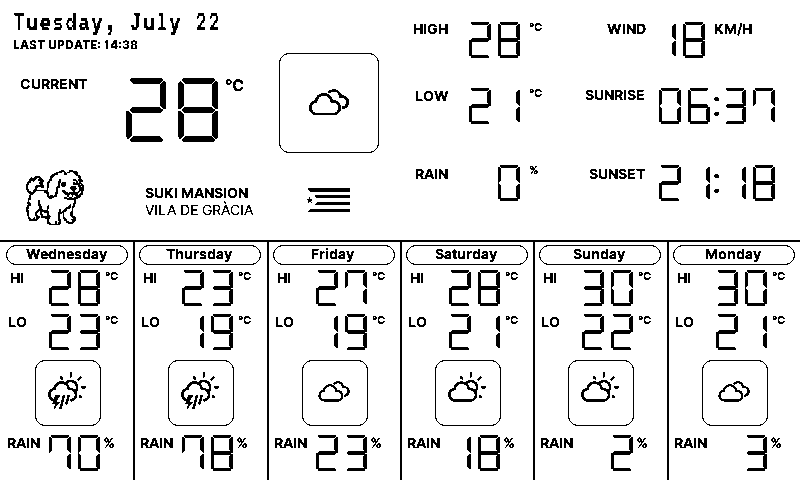 Tuesday, July 22
LAST UPDATE: 14:38
CURRENT 28 °C
HIGH 28 °C
WIND 18 KM/H
LOW 21 °C
SUNRISE 06:37
RAIN 0 %
SUNSET 21:18
SUKI MANSION
VILA DE GRÀCIA
Wednesday
HI 28 °C
LO 23 °C
RAIN 70 %
Thursday
HI 23 °C
LO 19 °C
RAIN 78 %
Friday
HI 27 °C
LO 19 °C
RAIN 23 %
Saturday
HI 28 °C
LO 21 °C
RAIN 18 %
Sunday
HI 30 °C
LO 22 °C
RAIN 2 %
Monday
HI 30 °C
LO 21 °C
RAIN 3 %